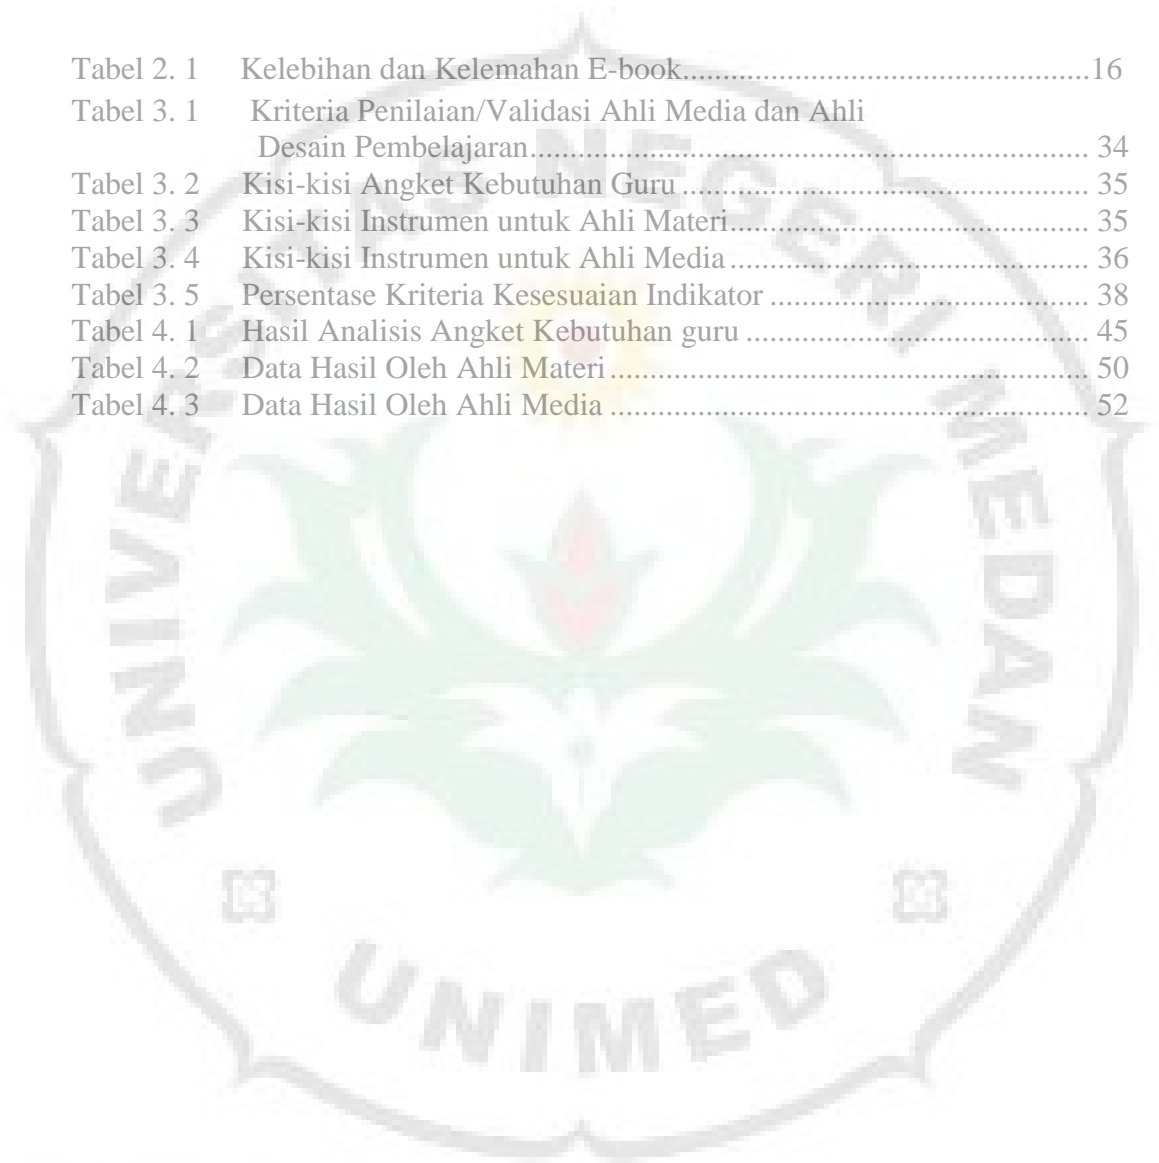 Tabel 2. 1 Kelebihan dan Kelemahan E-book....................................................16
Tabel 3. 1 Kriteria Penilaian/Validasi Ahli Media dan Ahli
Desain Pembelajaran....................................................................... 34
Tabel 3. 2 Kisi-kisi Angket Kebutuhan Guru .................................................... 35
Tabel 3. 3 Kisi-kisi Instrumen untuk Ahli Materi.............................................. 35
Tabel 3. 4 Kisi-kisi Instrumen untuk Ahli Media .............................................. 36
Tabel 3. 5 Persentase Kriteria Kesesuaian Indikator ......................................... 38
Tabel 4. 1 Hasil Analisis Angket Kebutuhan guru ............................................ 45
Tabel 4. 2 Data Hasil Oleh Ahli Materi ............................................................. 50
Tabel 4. 3 Data Hasil Oleh Ahli Media ............................................................. 52
UNIVERSITAS NEGERI MEDAN
UNIMED